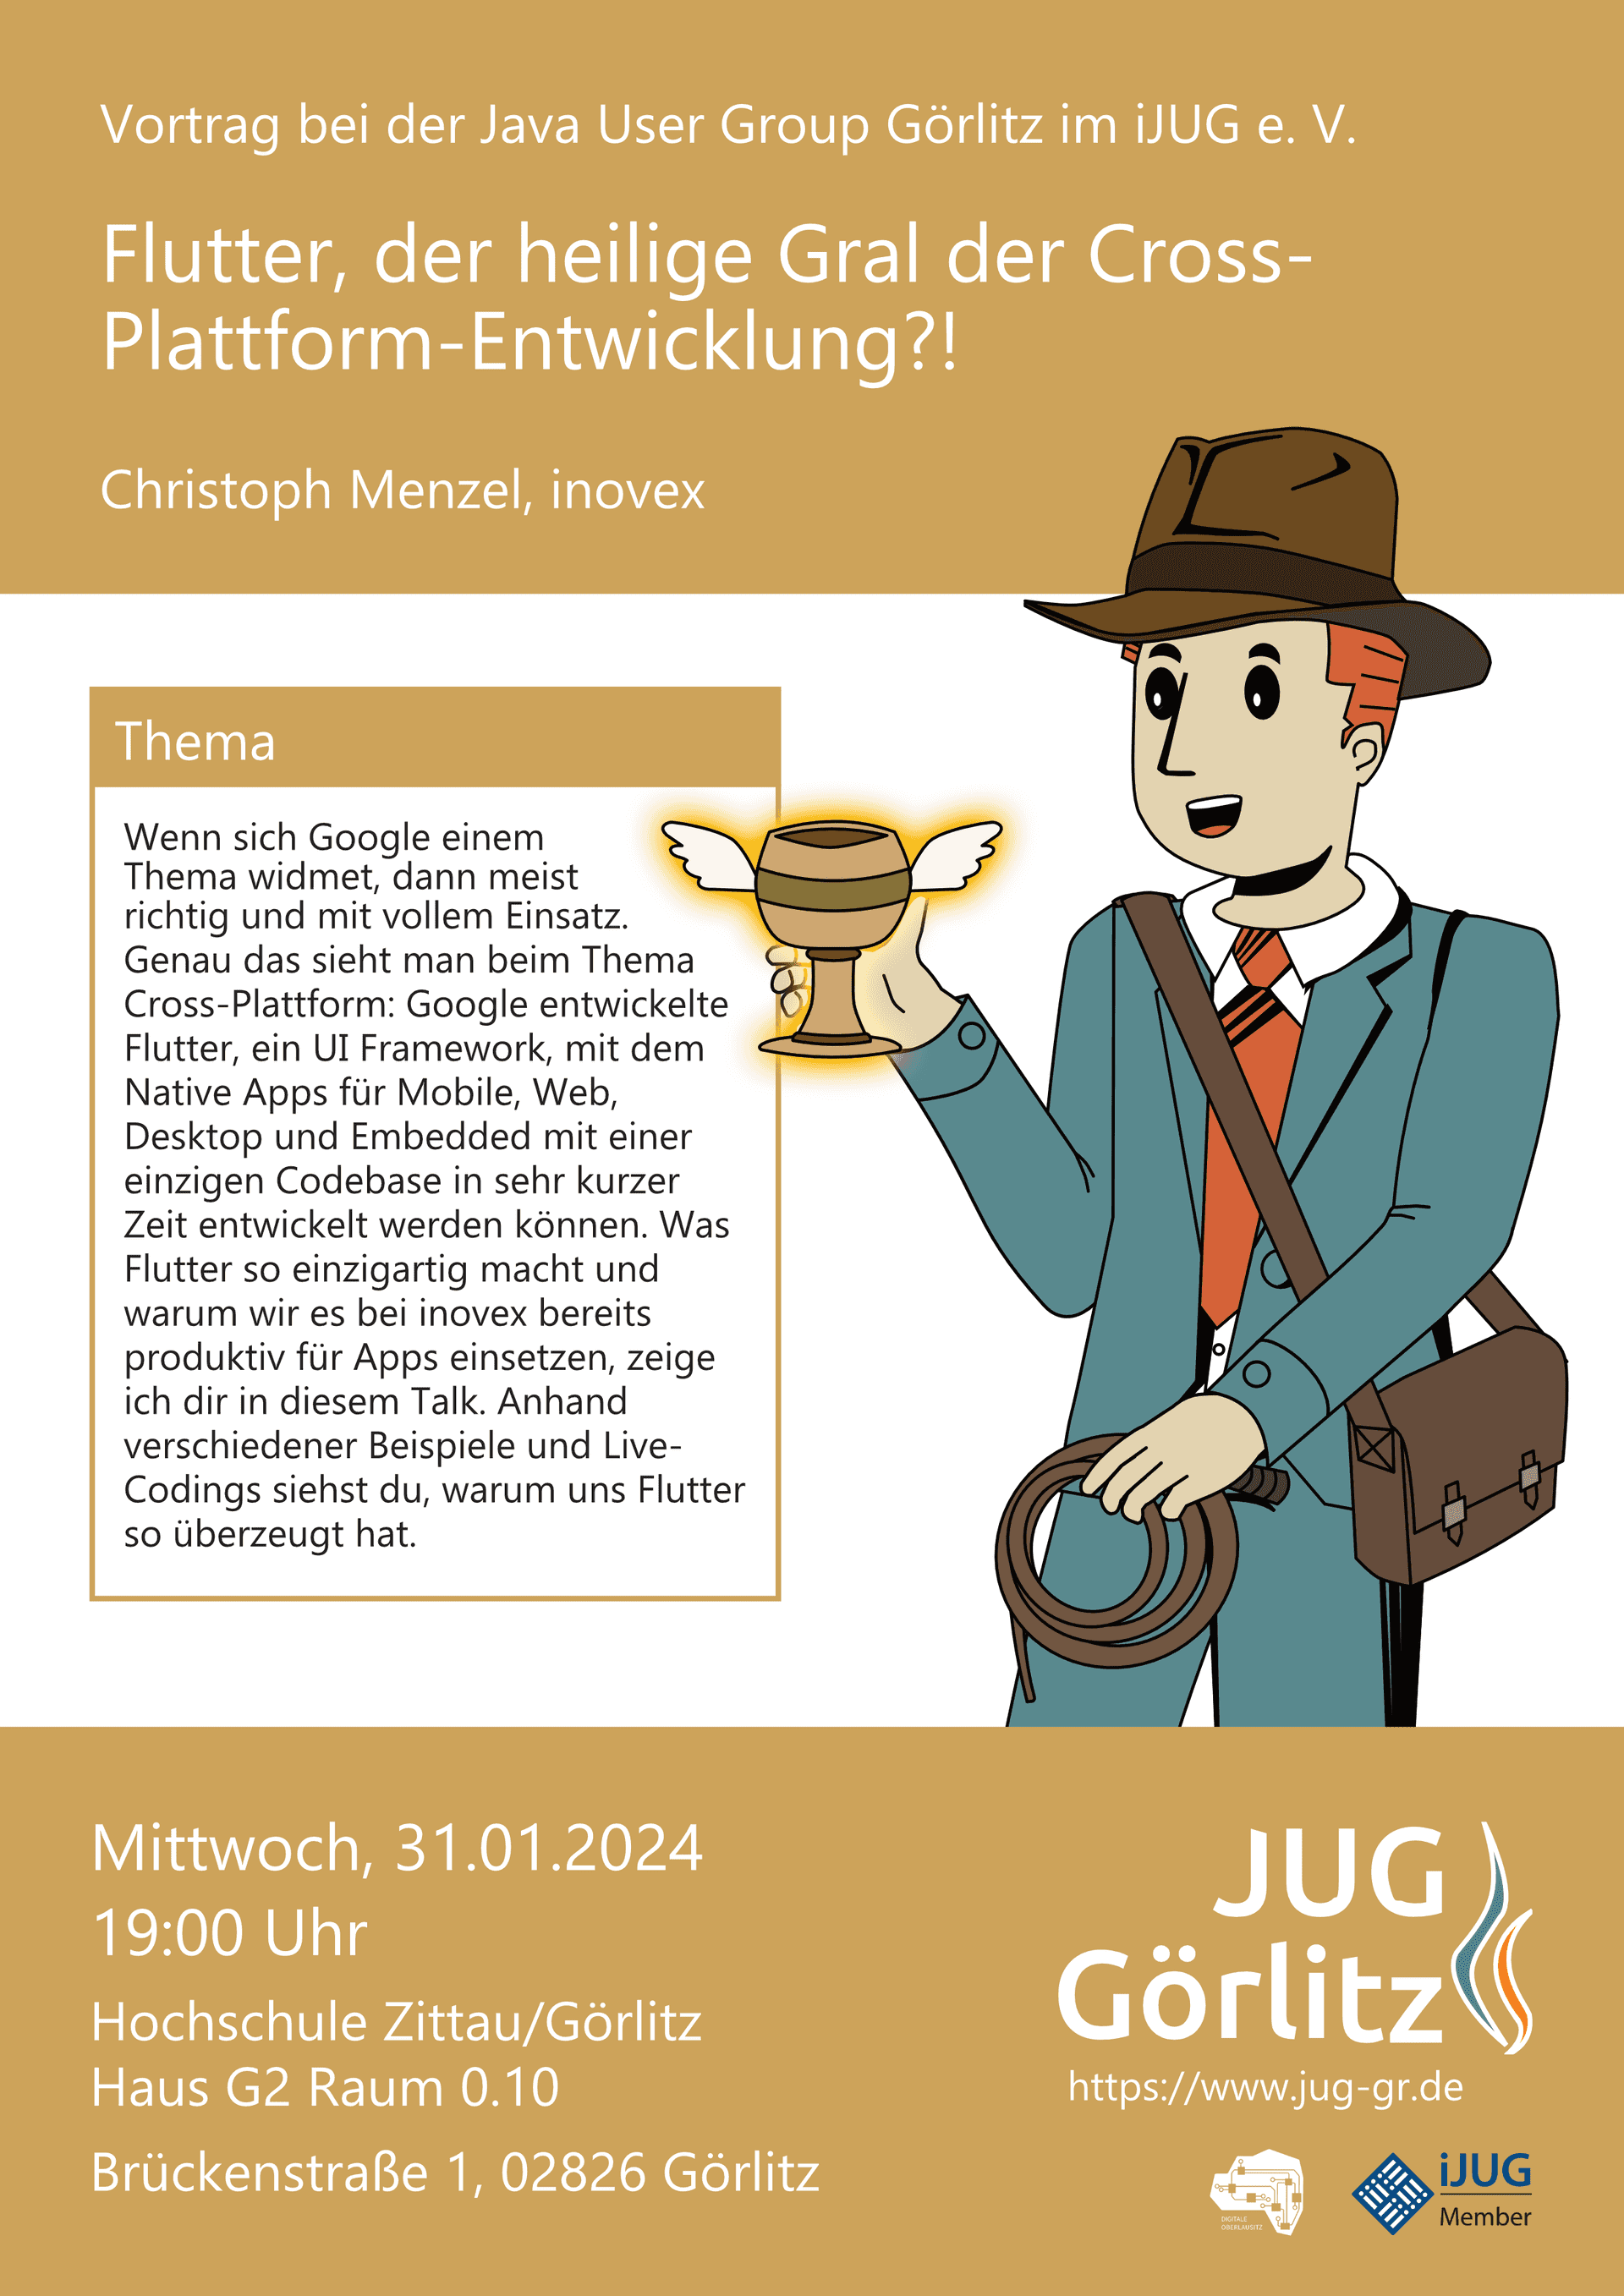 Vortrag bei der Java User Group Görlitz im iJUG e. V.
Flutter, der heilige Gral der Cross-
Plattform-Entwicklung?!
Christoph Menzel, inovex
Thema
Wenn sich Google einem
Thema widmet, dann meist
richtig und mit vollem Einsatz.
Genau das sieht man beim Thema
Cross-Plattform: Google entwickelte
Flutter, ein UI Framework, mit dem
Native Apps für Mobile, Web,
Desktop und Embedded mit einer
einzigen Codebase in sehr kurzer
Zeit entwickelt werden können. Was
Flutter so einzigartig macht und
warum wir es bei inovex bereits
produktiv für Apps einsetzen, zeige
ich dir in diesem Talk. Anhand
verschiedener Beispiele und Live-
Codings siehst du, warum uns Flutter
so überzeugt hat.
Mittwoch, 31.01.2024
19:00 Uhr
Hochschule Zittau/Görlitz
Haus G2 Raum 0.10
Brückenstraße 1, 02826 Görlitz
JUG
Görlitz
https://www.jug-gr.de
DIGITALE
OBERLAUSITZ
iJUG
Member